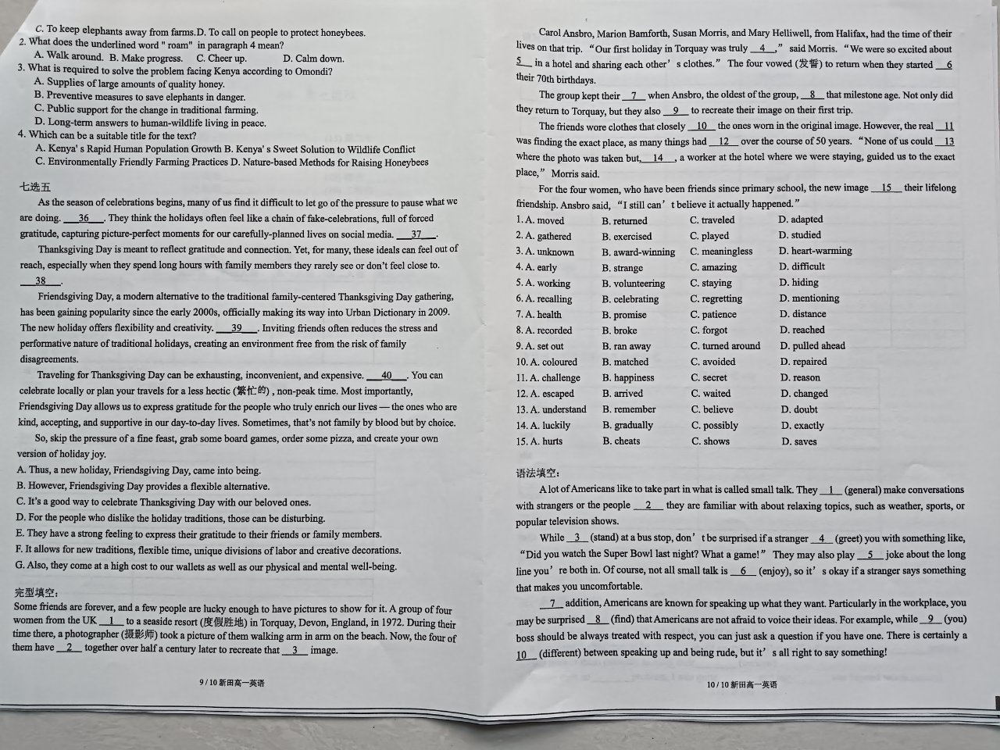 C. To keep elephants away from farms.D. To call on people to protect honeybees.
2. What does the underlined word " roam" in paragraph 4 mean?
A. Walk around. B. Make progress. C. Cheer up. D. Calm down.
3. What is required to solve the problem facing Kenya according to Omondi?
A. Supplies of large amounts of quality honey.
B. Preventive measures to save elephants in danger.
C. Public support for the change in traditional farming.
D. Long-term answers to human-wildlife living in peace.
4. Which can be a suitable title for the text?
A. Kenya' s Rapid Human Population Growth B. Kenya' s Sweet Solution to Wildlife Conflict
C. Environmentally Friendly Farming Practices D. Nature-based Methods for Raising Honeybees
七选五
As the season of celebrations begins, many of us find it difficult to let go of the pressure to pause what we
are doing. ___36___. They think the holidays often feel like a chain of fake-celebrations, full of forced
gratitude, capturing picture-perfect moments for our carefully-planned lives on social media. ___37___.
Thanksgiving Day is meant to reflect gratitude and connection. Yet, for many, these ideals can feel out of
reach, especially when they spend long hours with family members they rarely see or don't feel close to.
___38___.
Friendsgiving Day, a modern alternative to the traditional family-centered Thanksgiving Day gathering,
has been gaining popularity since the early 2000s, officially making its way into Urban Dictionary in 2009.
The new holiday offers flexibility and creativity. ___39___. Inviting friends often reduces the stress and
performative nature of traditional holidays, creating an environment free from the risk of family
disagreements.
Traveling for Thanksgiving Day can be exhausting, inconvenient, and expensive. ___40___. You can
celebrate locally or plan your travels for a less hectic (繁忙的) , non-peak time. Most importantly,
Friendsgiving Day allows us to express gratitude for the people who truly enrich our lives — the ones who are
kind, accepting, and supportive in our day-to-day lives. Sometimes, that's not family by blood but by choice.
So, skip the pressure of a fine feast, grab some board games, order some pizza, and create your own
version of holiday joy.
A. Thus, a new holiday, Friendsgiving Day, came into being.
B. However, Friendsgiving Day provides a flexible alternative.
C. It's a good way to celebrate Thanksgiving Day with our beloved ones.
D. For the people who dislike the holiday traditions, those can be disturbing.
E. They have a strong feeling to express their gratitude to their friends or family members.
F. It allows for new traditions, flexible time, unique divisions of labor and creative decorations.
G. Also, they come at a high cost to our wallets as well as our physical and mental well-being.
完型填空:
Some friends are forever, and a few people are lucky enough to have pictures to show for it. A group of four
women from the UK __1__ to a seaside resort (度假胜地) in Torquay, Devon, England, in 1972. During their
time there, a photographer (摄影师) took a picture of them walking arm in arm on the beach. Now, the four of
them have __2__ together over half a century later to recreate that __3__ image.
9 / 10 新田高一英语
Carol Ansbro, Marion Bamforth, Susan Morris, and Mary Helliwell, from Halifax, had the time of their
lives on that trip. “Our first holiday in Torquay was truly __4__,” said Morris. “We were so excited about
5__ in a hotel and sharing each other’s clothes.” The four vowed (发誓) to return when they started __6
their 70th birthdays.
The group kept their __7__ when Ansbro, the oldest of the group, __8__ that milestone age. Not only did
they return to Torquay, but they also __9__ to recreate their image on their first trip.
The friends wore clothes that closely __10__ the ones worn in the original image. However, the real __11
was finding the exact place, as many things had __12__ over the course of 50 years. “None of us could __13
where the photo was taken but,__14__, a worker at the hotel where we were staying, guided us to the exact
place,” Morris said.
For the four women, who have been friends since primary school, the new image __15__ their lifelong
friendship. Ansbro said, “I still can’t believe it actually happened.”
1. A. moved B. returned C. traveled D. adapted
2. A. gathered B. exercised C. played D. studied
3. A. unknown B. award-winning C. meaningless D. heart-warming
4. A. early B. strange C. amazing D. difficult
5. A. working B. volunteering C. staying D. hiding
6. A. recalling B. celebrating C. regretting D. mentioning
7. A. health B. promise C. patience D. distance
8. A. recorded B. broke C. forgot D. reached
9. A. set out B. ran away C. turned around D. pulled ahead
10. A. coloured B. matched C. avoided D. repaired
11. A. challenge B. happiness C. secret D. reason
12. A. escaped B. arrived C. waited D. changed
13. A. understand B. remember C. believe D. doubt
14. A. luckily B. gradually C. possibly D. exactly
15. A. hurts B. cheats C. shows D. saves
语法填空:
A lot of Americans like to take part in what is called small talk. They __1__ (general) make conversations
with strangers or the people __2__ they are familiar with about relaxing topics, such as weather, sports, or
popular television shows.
While __3__ (stand) at a bus stop, don’t be surprised if a stranger __4__ (greet) you with something like,
“Did you watch the Super Bowl last night? What a game!” They may also play __5__ joke about the long
line you’re both in. Of course, not all small talk is __6__ (enjoy), so it’s okay if a stranger says something
that makes you uncomfortable.
__7__ addition, Americans are known for speaking up what they want. Particularly in the workplace, you
may be surprised __8__ (find) that Americans are not afraid to voice their ideas. For example, while __9__ (you)
boss should be always treated with respect, you can just ask a question if you have one. There is certainly a
10__ (different) between speaking up and being rude, but it’s all right to say something!
10 / 10 新田高一英语